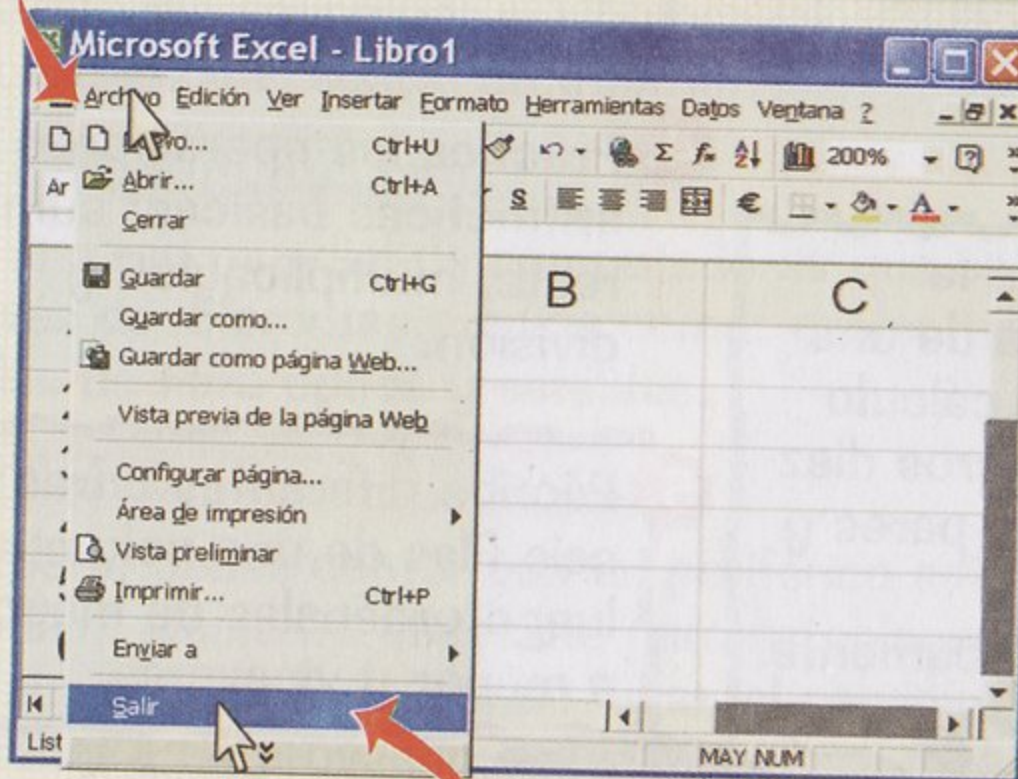 Microsoft Excel - Libro1
Archivo Edición Ver Insertar Formato Herramientas Datos Ventana ?
Ctrl+U
Abrir... Ctrl+A
Cerrar
Guardar Ctrl+G
Guardar como...
Guardar como página Web...
Vista previa de la página Web
Configurar página...
Área de impresión
Vista preliminar
Imprimir... Ctrl+P
Enviar a
Salir
200%
S € A
B C
List
MAY NUM